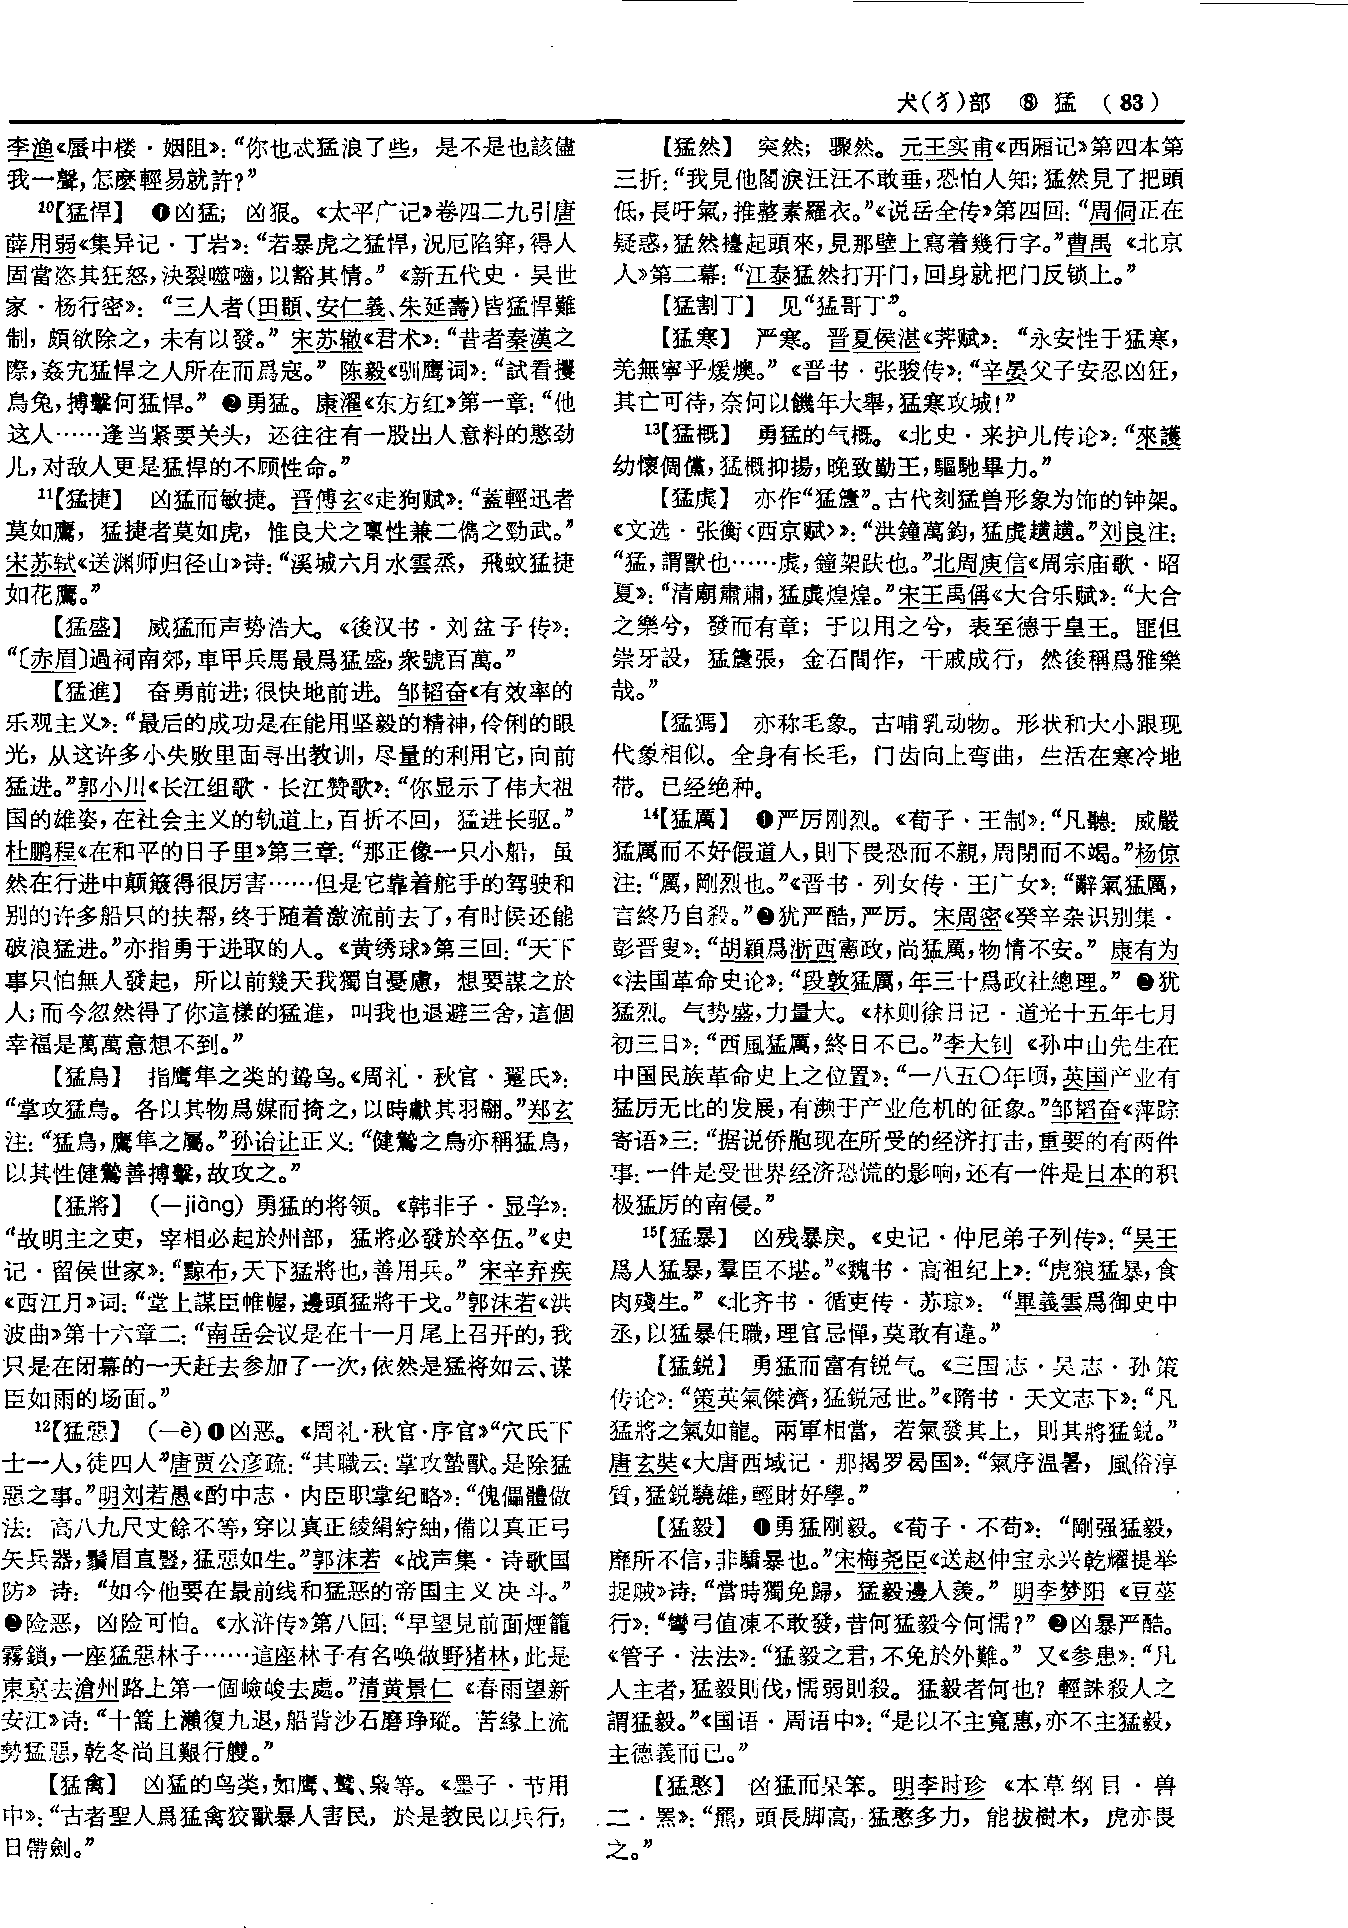 犬(犭)部 ⑧ 猛 (83)
李渔《蜃中楼·姻阻》：“你也忒猛浪了些，是不是也該儘
我一聲，怎麽輕易就許？”
10【猛悍】 ❶凶猛；凶狠。《太平广记》卷四二九引唐
薛用弱《集异记·丁岩》：“若暴虎之猛悍，況厄陷穽，得人
固當恣其狂怒，決裂噬嚙，以豁其情。”《新五代史·吴世
家·杨行密》：“三人者(田頵、安仁義、朱延壽)皆猛悍難
制，頗欲除之，未有以發。”宋苏辙《君术》：“昔者秦漢之
際，姦宄猛悍之人所在而爲寇。”陈毅《驯鹰词》：“試看攫
鳥兔，搏擊何猛悍。”❷勇猛。康濯《东方红》第一章：“他
这人……逢当紧要关头，还往往有一股出人意料的憨劲
儿，对敌人更是猛悍的不顾性命。”
11【猛捷】 凶猛而敏捷。晋傅玄《走狗赋》：“蓋輕迅者
莫如鷹，猛捷者莫如虎，惟良犬之稟性兼二儁之勁武。”
宋苏轼《送渊师归径山》诗：“溪城六月水雲蒸，飛蚊猛捷
如花鷹。”
【猛盛】 威猛而声势浩大。《後汉书·刘盆子传》：
“〔赤眉〕過祠南郊，車甲兵馬最爲猛盛，衆號百萬。”
【猛進】 奋勇前进；很快地前进。邹韬奋《有效率的
乐观主义》：“最后的成功是在能用坚毅的精神，伶俐的眼
光，从这许多小失败里面寻出教训，尽量的利用它，向前
猛进。”郭小川《长江组歌·长江赞歌》：“你显示了伟大祖
国的雄姿，在社会主义的轨道上，百折不回，猛进长驱。”
杜鹏程《在和平的日子里》第三章：“那正像一只小船，虽
然在行进中颠簸得很厉害……但是它靠着舵手的驾驶和
别的许多船只的扶帮，终于随着激流前去了，有时侯还能
破浪猛进。”亦指勇于进取的人。《黄绣球》第三回：“天下
事只怕無人發起，所以前幾天我獨自憂慮，想要謀之於
人；而今忽然得了你這樣的猛進，叫我也退避三舍，這個
幸福是萬萬意想不到。”
【猛鳥】 指鹰隼之类的鸷鸟。《周礼·秋官·翨氏》：
“掌攻猛鳥。各以其物爲媒而掎之，以時獻其羽翮。”郑玄
注：“猛鳥，鷹隼之屬。”孙诒让正义：“健鷙之鳥亦稱猛鳥，
以其性健鷙善搏擊，故攻之。”
【猛將】 (—jiàng) 勇猛的将领。《韩非子·显学》：
“故明主之吏，宰相必起於州部，猛將必發於卒伍。”《史
记·留侯世家》：“黥布，天下猛將也，善用兵。”宋辛弃疾
《西江月》词：“堂上謀臣帷幄，邊頭猛將干戈。”郭沫若《洪
波曲》第十六章二：“南岳会议是在十一月尾上召开的，我
只是在闭幕的一天赶去参加了一次，依然是猛将如云、谋
臣如雨的场面。”
12【猛惡】 (—è)❶凶恶。《周礼·秋官·序官》“穴氏下
士一人，徒四人”唐贾公彦疏：“其職云：掌攻蟄獸。是除猛
惡之事。”明刘若愚《酌中志·内臣职掌纪略》：“傀儡體做
法：高八九尺丈餘不等，穿以真正綾絹紵紬，備以真正弓
矢兵器，鬚眉直豎，猛惡如生。”郭沫若《战声集·诗歌国
防》诗：“如今他要在最前线和猛恶的帝国主义决斗。”
❷险恶，凶险可怕。《水浒传》第八回：“早望見前面煙籠
霧鎖，一座猛惡林子……這座林子有名唤做野猪林，此是
東京去滄州路上第一個嶮峻去處。”清黄景仁《春雨望新
安江》诗：“十篙上瀨復九退，船背沙石磨琤瑽。苦緣上流
勢猛惡，乾冬尚且艱行艭。”
【猛禽】 凶猛的鸟类，如鹰、鹫、枭等。《墨子·节用
中》：“古者聖人爲猛禽狡獸暴人害民，於是教民以兵行，
日帶劍。”
【猛然】 突然；骤然。元王实甫《西厢记》第四本第
三折：“我見他閣淚汪汪不敢垂，恐怕人知；猛然見了把頭
低，長吁氣，推整素羅衣。”《说岳全传》第四回：“周侗正在
疑惑，猛然擡起頭來，見那壁上寫着幾行字。”曹禺《北京
人》第二幕：“江泰猛然打开门，回身就把门反锁上。”
【猛割丁】 见“猛哥丁”。
【猛寒】 严寒。晋夏侯湛《荠赋》：“永安性于猛寒，
羌無寧乎煖燠。”《晋书·张骏传》：“辛晏父子安忍凶狂，
其亡可待，奈何以饑年大舉，猛寒攻城！”
13【猛概】 勇猛的气概。《北史·来护儿传论》：“來護
幼懷倜儻，猛概抑揚，晚致勤王，驅馳畢力。”
【猛虡】 亦作“猛簴”。古代刻猛兽形象为饰的钟架。
《文选·张衡〈西京赋〉》：“洪鐘萬鈞，猛虡趪趪。”刘良注：
“猛，謂獸也……虡，鐘架趺也。”北周庾信《周宗庙歌·昭
夏》：“清廟肅肅，猛虡煌煌。”宋王禹偁《大合乐赋》：“大合
之樂兮，發而有章；于以用之兮，表至德于皇王。匪但
崇牙設，猛簴張，金石間作，干戚成行，然後稱爲雅樂
哉。”
【猛獁】 亦称毛象。古哺乳动物。形状和大小跟现
代象相似。全身有长毛，门齿向上弯曲，生活在寒冷地
带。已经绝种。
14【猛厲】 ❶严厉刚烈。《荀子·王制》：“凡聽：威嚴
猛厲而不好假道人，則下畏恐而不親，周閉而不竭。”杨倞
注：“厲，剛烈也。”《晋书·列女传·王广女》：“辭氣猛厲，
言終乃自殺。”❷犹严酷，严厉。宋周密《癸辛杂识别集·
彭晋叟》：“胡穎爲浙西憲政，尚猛厲，物情不安。”康有为
《法国革命史论》：“段敦猛厲，年三十爲政社總理。”❸犹
猛烈。气势盛，力量大。《林则徐日记·道光十五年七月
初三日》：“西風猛厲，終日不已。”李大钊《孙中山先生在
中国民族革命史上之位置》：“一八五〇年顷，英国产业有
猛厉无比的发展，有濒于产业危机的征象。”邹韬奋《萍踪
寄语》三：“据说侨胞现在所受的经济打击，重要的有两件
事：一件是受世界经济恐慌的影响，还有一件是日本的积
极猛厉的南侵。”
15【猛暴】 凶残暴戾。《史记·仲尼弟子列传》：“吴王
爲人猛暴，羣臣不堪。”《魏书·高祖纪上》：“虎狼猛暴，食
肉殘生。”《北齐书·循吏传·苏琼》：“畢義雲爲御史中
丞，以猛暴任職，理官忌憚，莫敢有違。”
【猛鋭】 勇猛而富有锐气。《三国志·吴志·孙策
传论》：“策英氣傑濟，猛鋭冠世。”《隋书·天文志下》：“凡
猛將之氣如龍。兩軍相當，若氣發其上，則其將猛鋭。”
唐玄奘《大唐西域记·那揭罗曷国》：“氣序温暑，風俗淳
質，猛鋭驍雄，輕財好學。”
【猛毅】 ❶勇猛刚毅。《荀子·不苟》：“剛强猛毅，
靡所不信，非驕暴也。”宋梅尧臣《送赵仲宝永兴乾耀提举
捉贼》诗：“當時獨免歸，猛毅邊人羨。”明李梦阳《豆莝
行》：“彎弓值凍不敢發，昔何猛毅今何懦？”❷凶暴严酷。
《管子·法法》：“猛毅之君，不免於外難。”又《参患》：“凡
人主者，猛毅則伐，懦弱則殺。猛毅者何也？輕誅殺人之
謂猛毅。”《国语·周语中》：“是以不主寬惠，亦不主猛毅，
主德義而已。”
【猛憨】 凶猛而呆笨。明李时珍《本草纲目·兽
二·罴》：“羆，頭長脚高，猛憨多力，能拔樹木，虎亦畏
之。”